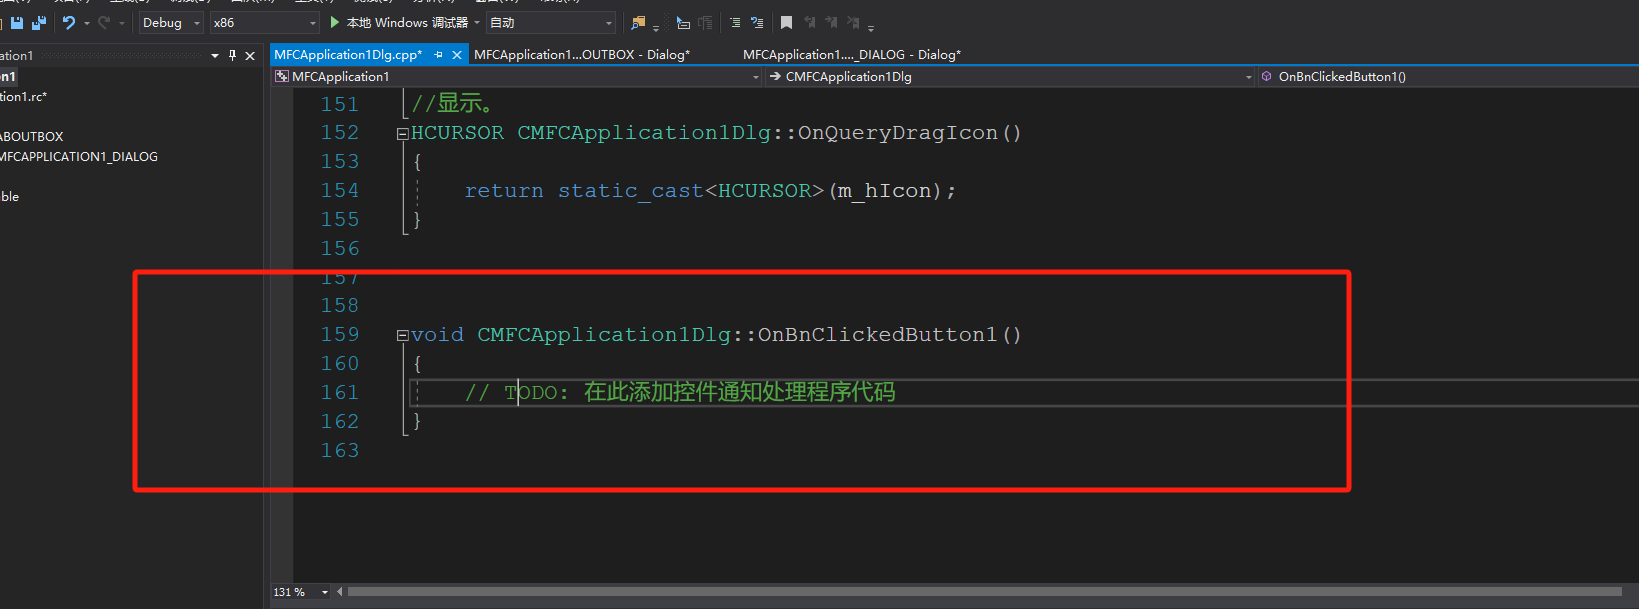 Debug x86 本地 Windows 调试器 自动
ation1
MFCApplication1Dlg.cpp* MFCApplication1...OUTBOX - Dialog* MFCApplication1...._DIALOG - Dialog*
n1 MFCApplication1 CMFCApplication1Dlg OnBnClickedButton1()
tion1.rc*
ABOUTBOX
MFCAPPLICATION1_DIALOG
ble
151 //显示。
152 HCURSOR CMFCApplication1Dlg::OnQueryDragIcon()
153 {
154 return static_cast<HCURSOR>(m_hIcon);
155 }
156
157
158
159 void CMFCApplication1Dlg::OnBnClickedButton1()
160 {
161 // TODO: 在此添加控件通知处理程序代码
162 }
163
131 %